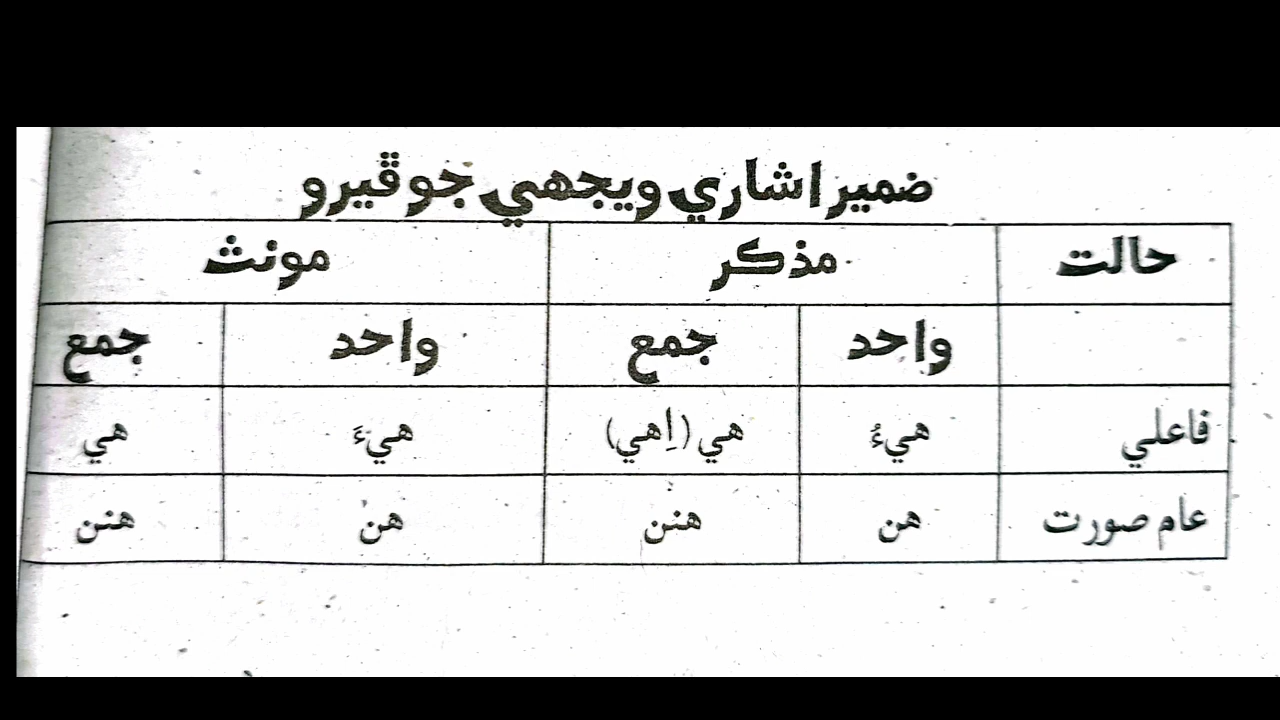 ضمير اشاري ويجهي جو ڦيرو
حالت مذڪر مونث
واحد جمع واحد جمع
فاعلي هيءُ هي (اِهي) هيءَ هي
عام صورت هن هنن هن هنن